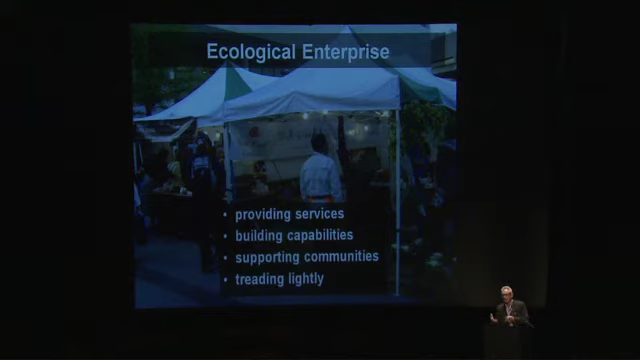 Ecological Enterprise
• providing services
• building capabilities
• supporting communities
• treading lightly